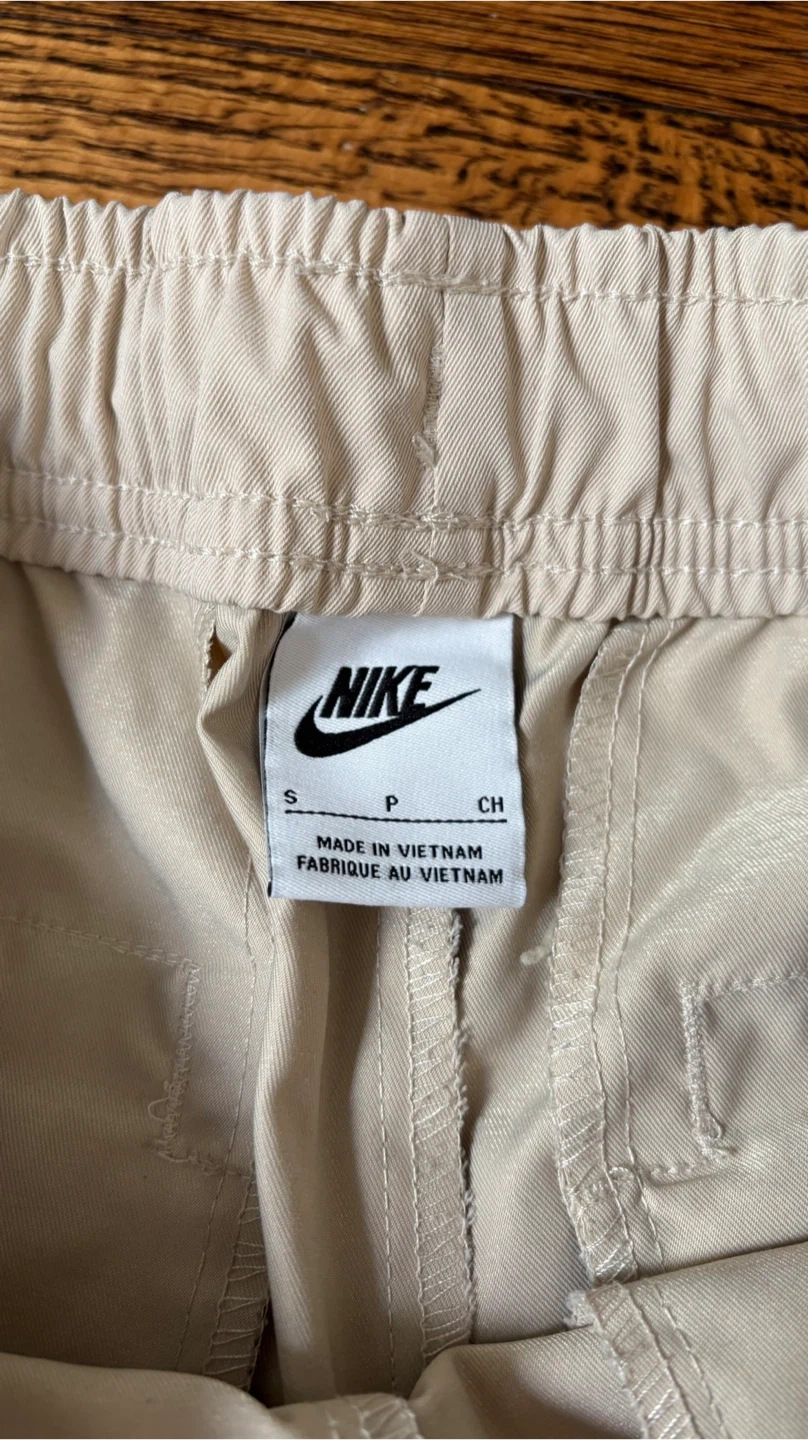 NIKE
S P CH
MADE IN VIETNAM
FABRIQUE AU VIETNAM